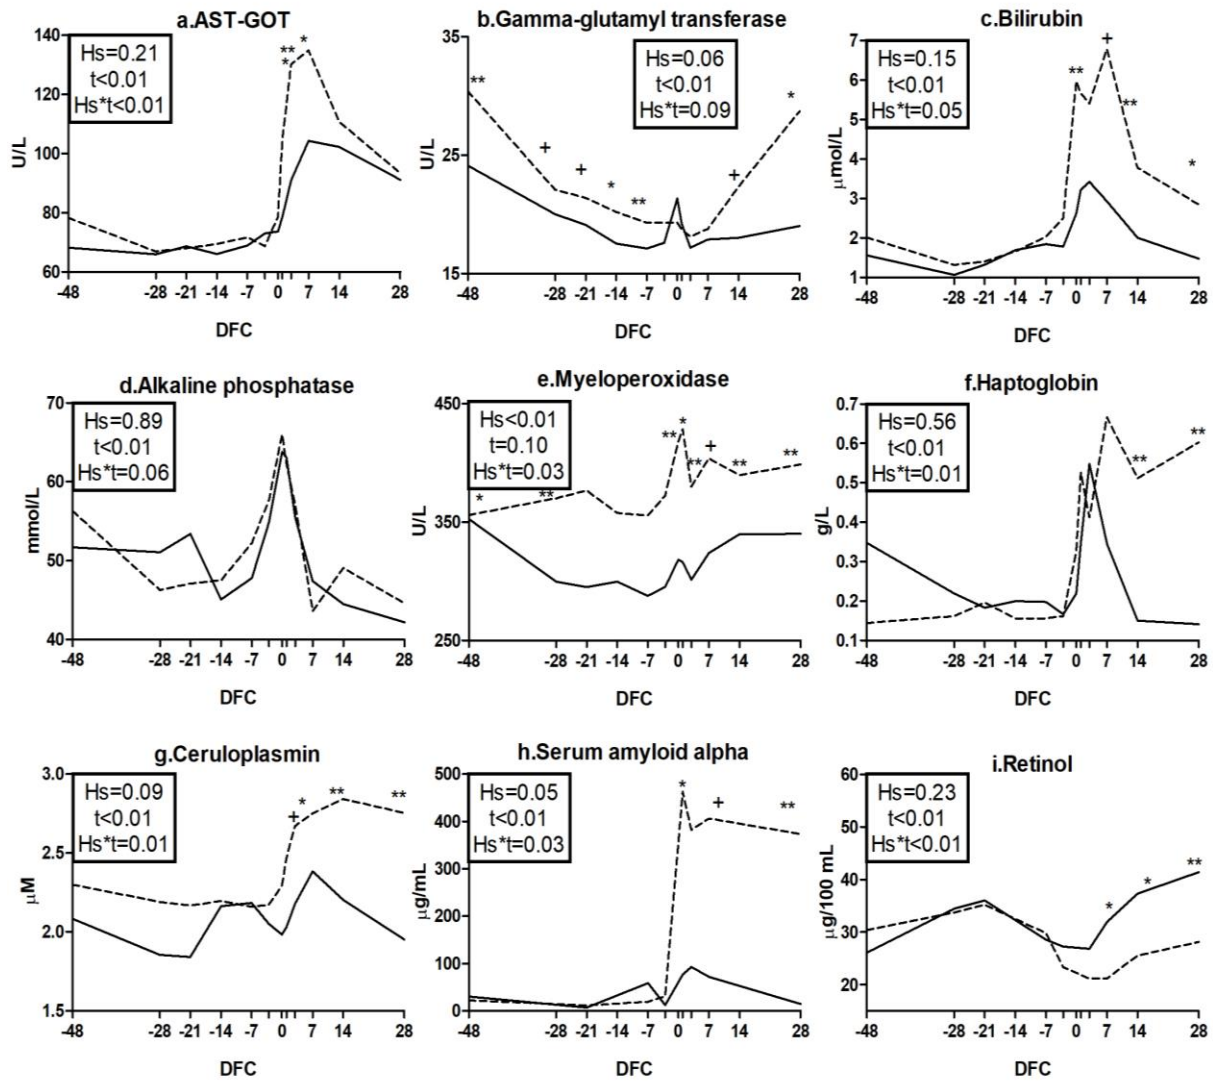 a.AST-GOT
Hs=0.21
t<0.01
Hs*t<0.01
** * *
140
120
100
80
60
U/L
-48 -28 -21 -14 -7 0 7 14 28
DFC
b.Gamma-glutamyl transferase
Hs=0.06
t<0.01
Hs*t=0.09
** + + * ** + *
35
25
15
U/L
-48 -28 -21 -14 -7 0 7 14 28
DFC
c.Bilirubin
Hs=0.15
t<0.01
Hs*t=0.05
** + ** *
7
6
5
4
3
2
1
μmol/L
-48 -28 -21 -14 -7 0 7 14 28
DFC
d.Alkaline phosphatase
Hs=0.89
t<0.01
Hs*t=0.06
70
60
50
40
mmol/L
-48 -28 -21 -14 -7 0 7 14 28
DFC
e.Myeloperoxidase
Hs<0.01
t=0.10
Hs*t=0.03
* ** ** * ** + ** **
450
350
250
U/L
-48 -28 -21 -14 -7 0 7 14 28
DFC
f.Haptoglobin
Hs=0.56
t<0.01
Hs*t=0.01
** **
0.7
0.6
0.5
0.4
0.3
0.2
0.1
g/L
-48 -28 -21 -14 -7 0 7 14 28
DFC
g.Ceruloplasmin
Hs=0.09
t<0.01
Hs*t=0.01
+ * ** **
3.0
2.5
2.0
1.5
μM
-48 -28 -21 -14 -7 0 7 14 28
DFC
h.Serum amyloid alpha
Hs=0.05
t<0.01
Hs*t=0.03
* + **
500
400
300
200
100
0
μg/mL
-48 -28 -21 -14 -7 0 7 14 28
DFC
i.Retinol
Hs=0.23
t<0.01
Hs*t<0.01
* * **
60
50
40
30
20
μg/100 mL
-48 -28 -21 -14 -7 0 7 14 28
DFC